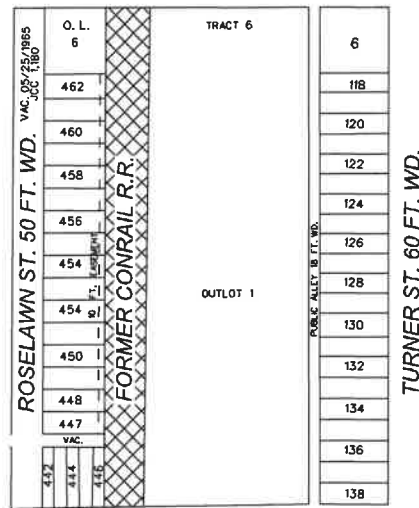 ROSELAWN ST. 50 FT. WD.
VAC. 05/25/1965
JCC 1,180
O. L.
6
462
460
458
456
454
454
450
448
447
VAC.
442
444
446
10 FT. EASEMENT
FORMER CONRAIL R.R.
TRACT 6
OUTLOT 1
PUBLIC ALLEY 18 FT. WD.
6
118
120
122
124
126
128
130
132
134
136
138
TURNER ST. 60 FT. WD.